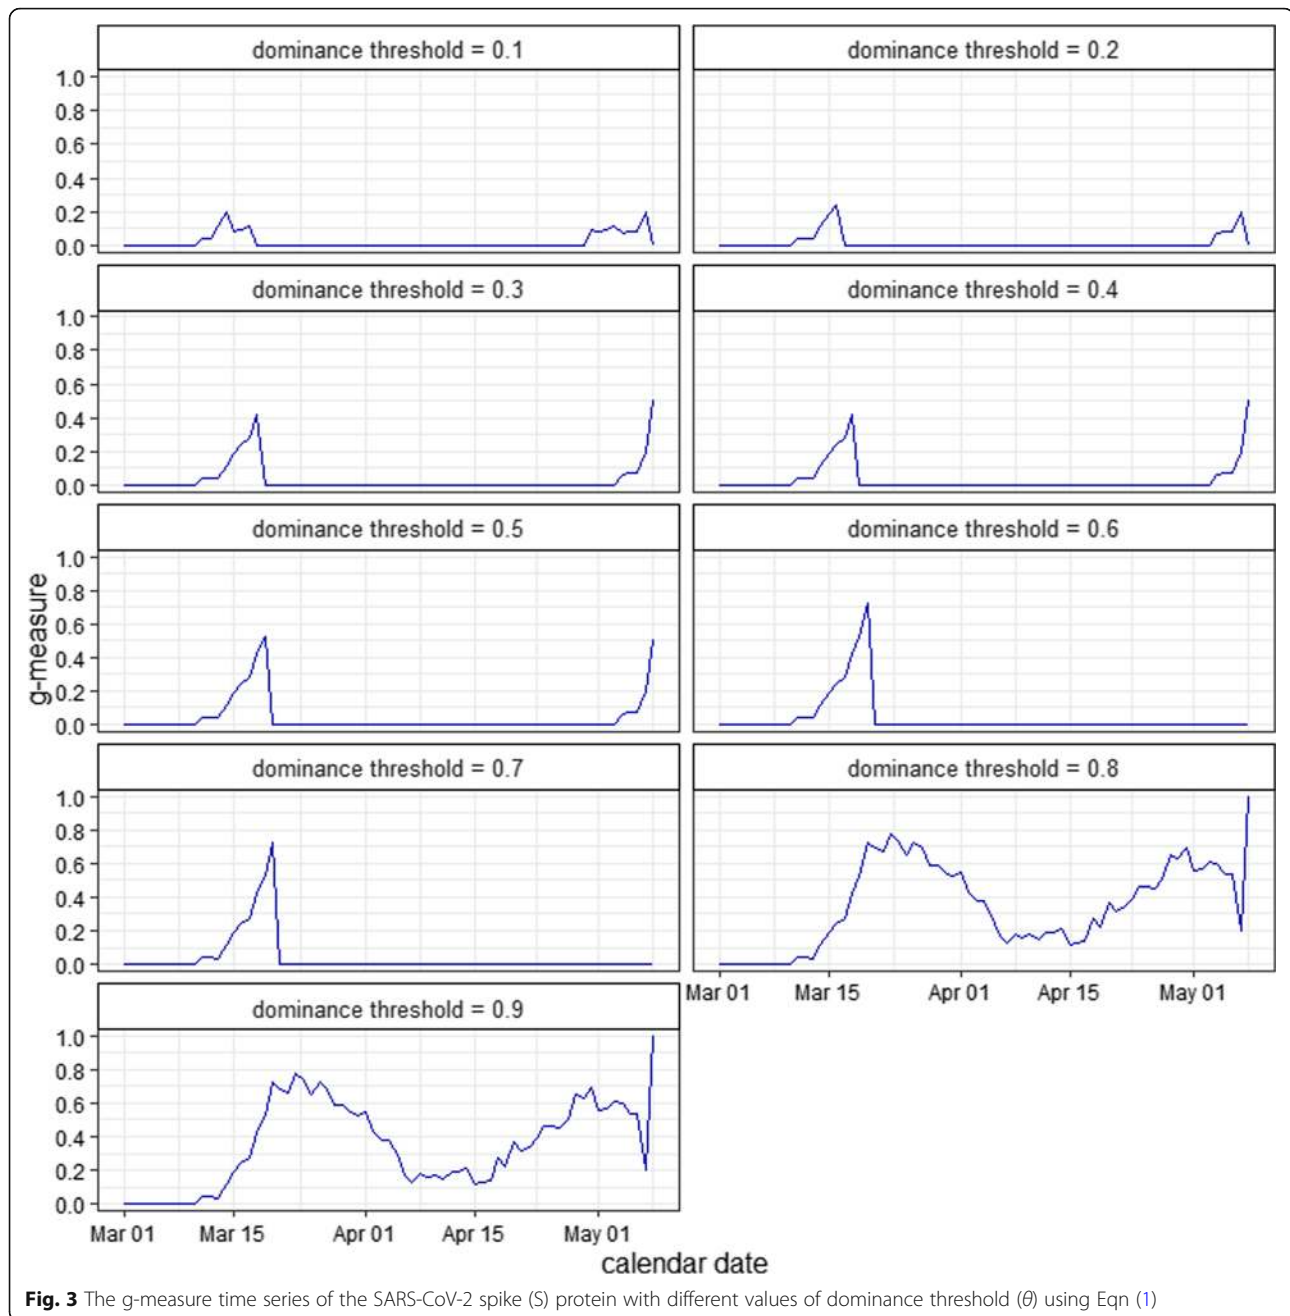 dominance threshold = 0.1
dominance threshold = 0.2
1.0
0.8
0.6
0.4
0.2
0.0
dominance threshold = 0.3
dominance threshold = 0.4
1.0
0.8
0.6
0.4
0.2
0.0
dominance threshold = 0.5
dominance threshold = 0.6
g-measure
1.0
0.8
0.6
0.4
0.2
0.0
dominance threshold = 0.7
dominance threshold = 0.8
1.0
0.8
0.6
0.4
0.2
0.0
Mar 01 Mar 15 Apr 01 Apr 15 May 01
dominance threshold = 0.9
1.0
0.8
0.6
0.4
0.2
0.0
Mar 01 Mar 15 Apr 01 Apr 15 May 01
calendar date
Fig. 3 The g-measure time series of the SARS-CoV-2 spike (S) protein with different values of dominance threshold (θ) using Eqn (1)